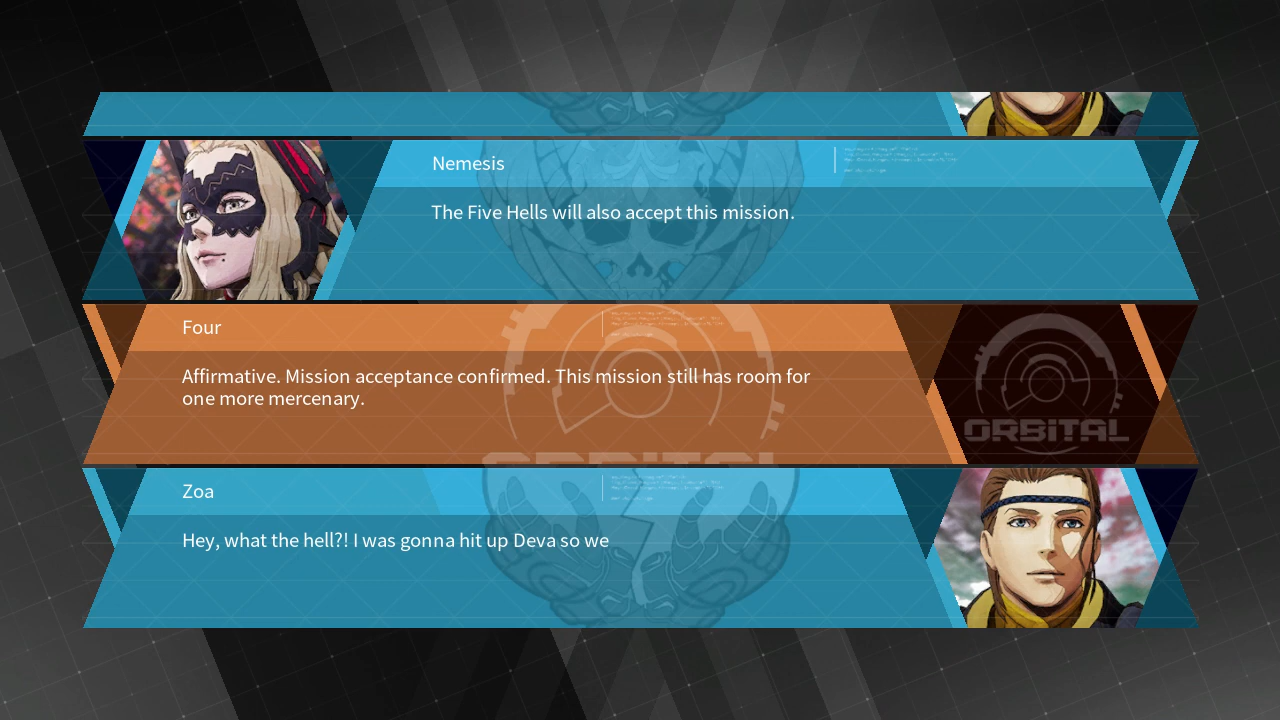 Nemesis
The Five Hells will also accept this mission.
Four
Affirmative. Mission acceptance confirmed. This mission still has room for
one more mercenary.
ORBITAL
ORBITAL
Zoa
Hey, what the hell?! I was gonna hit up Deva so we